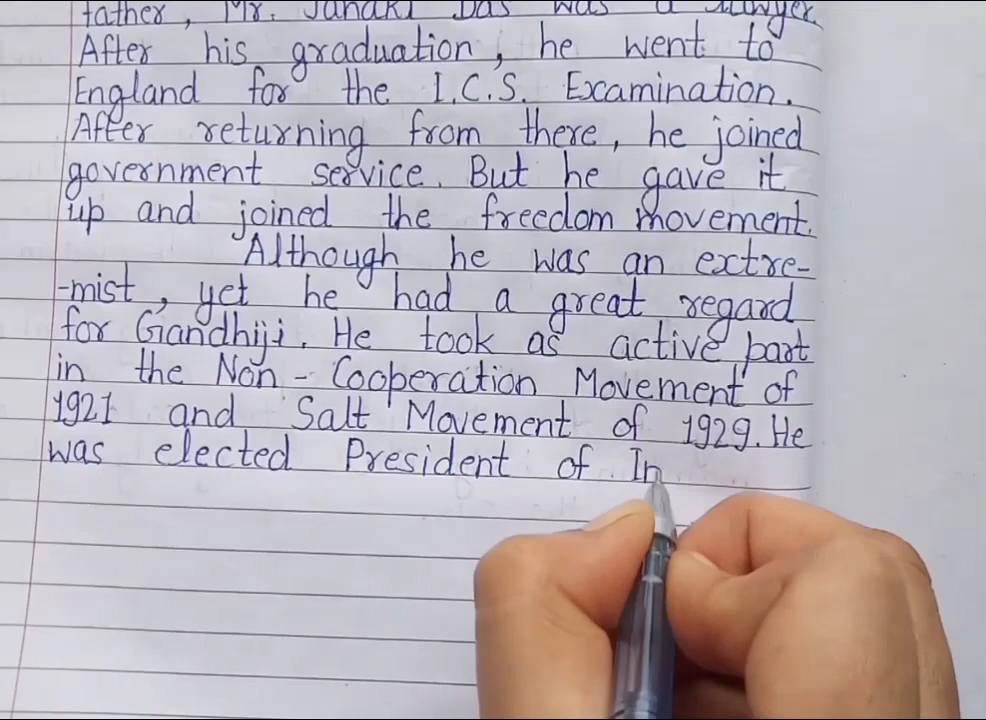 father, Mr. Janaki Das was a lawyer.
After his graduation, he went to
England for the I.C.S. Examination.
After returning from there, he joined
government service. But he gave it
up and joined the freedom movement.
Although he was an extre-
-mist, yet he had a great regard
for Gandhiji. He took as active part
in the Non-Cooperation Movement of
1921 and Salt Movement of 1929. He
was elected President of In